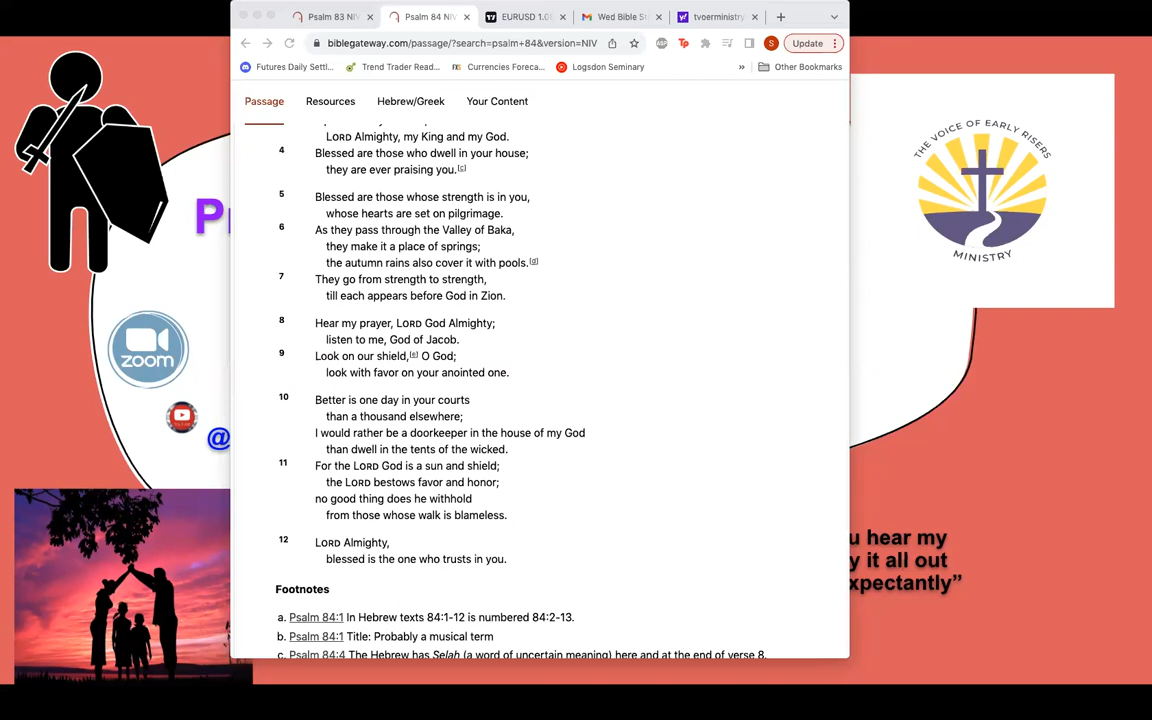 Psalm 83 NIV
Psalm 84 NIV
EURUSD 1.08
Wed Bible St
tvoerministry
biblegateway.com/passage/?search=psalm+84&version=NIV
ABP
Tp
S
Update
Futures Daily Settl...
Trend Trader Read...
Currencies Foreca...
Logsdon Seminary
»
Other Bookmarks
Passage
Resources
Hebrew/Greek
Your Content
LORD Almighty, my King and my God.
4 Blessed are those who dwell in your house;
they are ever praising you.[c]
5 Blessed are those whose strength is in you,
whose hearts are set on pilgrimage.
6 As they pass through the Valley of Baka,
they make it a place of springs;
the autumn rains also cover it with pools.[d]
7 They go from strength to strength,
till each appears before God in Zion.
8 Hear my prayer, LORD God Almighty;
listen to me, God of Jacob.
9 Look on our shield,[e] O God;
look with favor on your anointed one.
10 Better is one day in your courts
than a thousand elsewhere;
I would rather be a doorkeeper in the house of my God
than dwell in the tents of the wicked.
11 For the LORD God is a sun and shield;
the LORD bestows favor and honor;
no good thing does he withhold
from those whose walk is blameless.
12 LORD Almighty,
blessed is the one who trusts in you.
Footnotes
a. Psalm 84:1 In Hebrew texts 84:1-12 is numbered 84:2-13.
b. Psalm 84:1 Title: Probably a musical term
c. Psalm 84:4 The Hebrew has Selah (a word of uncertain meaning) here and at the end of verse 8.
P
zoom
@
THE VOICE OF EARLY RISERS
MINISTRY
u hear my
y it all out
xpectantly”